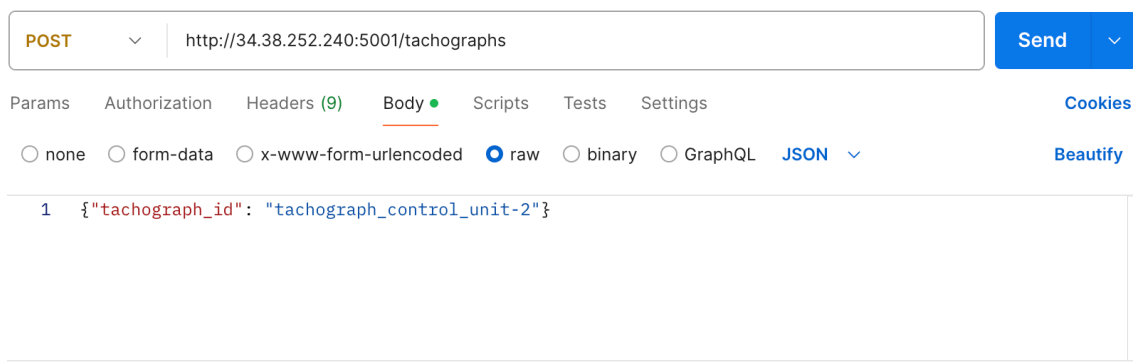 POST http://34.38.252.240:5001/tachographs Send
Params Authorization Headers (9) Body Scripts Tests Settings Cookies
none form-data x-www-form-urlencoded raw binary GraphQL JSON Beautify
1 {"tachograph_id": "tachograph_control_unit-2"}